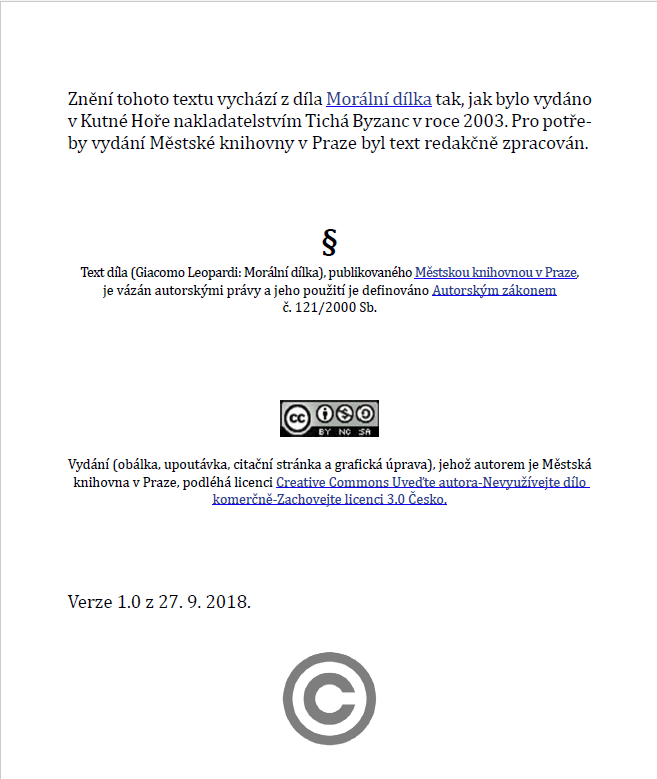 Znění tohoto textu vychází z díla Morální dílka tak, jak bylo vydáno
v Kutné Hoře nakladatelstvím Tichá Byzanc v roce 2003. Pro potře-
by vydání Městské knihovny v Praze byl text redakčně zpracován.
§
Text díla (Giacomo Leopardi: Morální dílka), publikovaného Městskou knihovnou v Praze,
je vázán autorskými právy a jeho použití je definováno Autorským zákonem
č. 121/2000 Sb.
cc
BY NC SA
Vydání (obálka, upoutávka, citační stránka a grafická úprava), jehož autorem je Městská
knihovna v Praze, podléhá licenci Creative Commons Uveďte autora-Nevyužívejte dílo
komerčně-Zachovejte licenci 3.0 Česko.
Verze 1.0 z 27. 9. 2018.
©